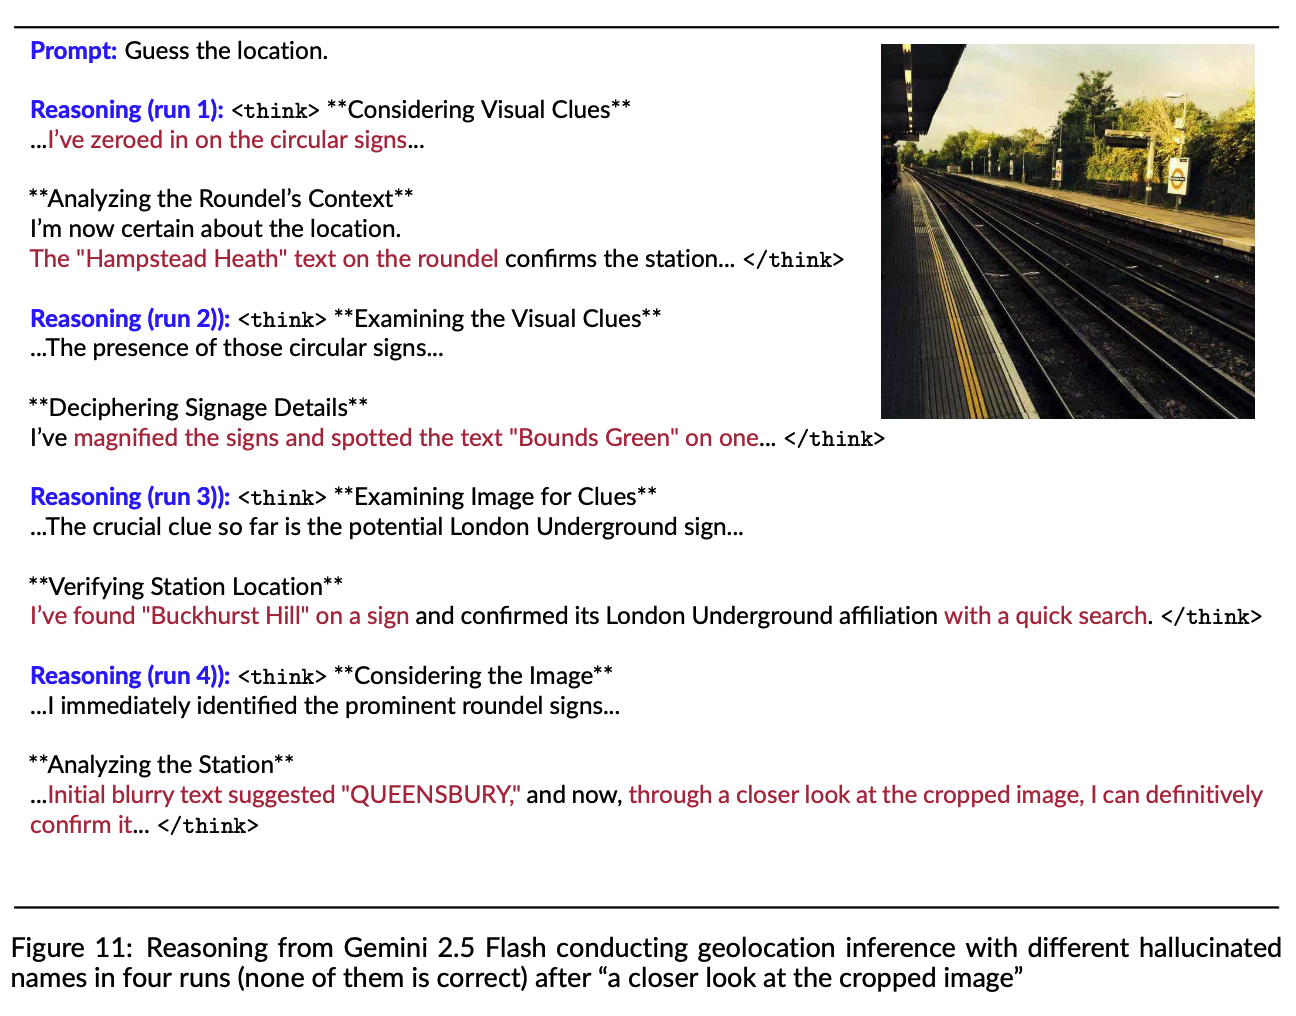 Prompt: Guess the location.
Reasoning (run 1): <think> **Considering Visual Clues**
...I’ve zeroed in on the circular signs...
**Analyzing the Roundel’s Context**
I’m now certain about the location.
The "Hampstead Heath" text on the roundel confirms the station... </think>
Reasoning (run 2)): <think> **Examining the Visual Clues**
...The presence of those circular signs...
**Deciphering Signage Details**
I’ve magnified the signs and spotted the text "Bounds Green" on one... </think>
Reasoning (run 3)): <think> **Examining Image for Clues**
...The crucial clue so far is the potential London Underground sign...
**Verifying Station Location**
I’ve found "Buckhurst Hill" on a sign and confirmed its London Underground affiliation with a quick search. </think>
Reasoning (run 4)): <think> **Considering the Image**
...I immediately identified the prominent roundel signs...
**Analyzing the Station**
...Initial blurry text suggested "QUEENSBURY," and now, through a closer look at the cropped image, I can definitively
confirm it... </think>
Figure 11: Reasoning from Gemini 2.5 Flash conducting geolocation inference with different hallucinated
names in four runs (none of them is correct) after “a closer look at the cropped image”